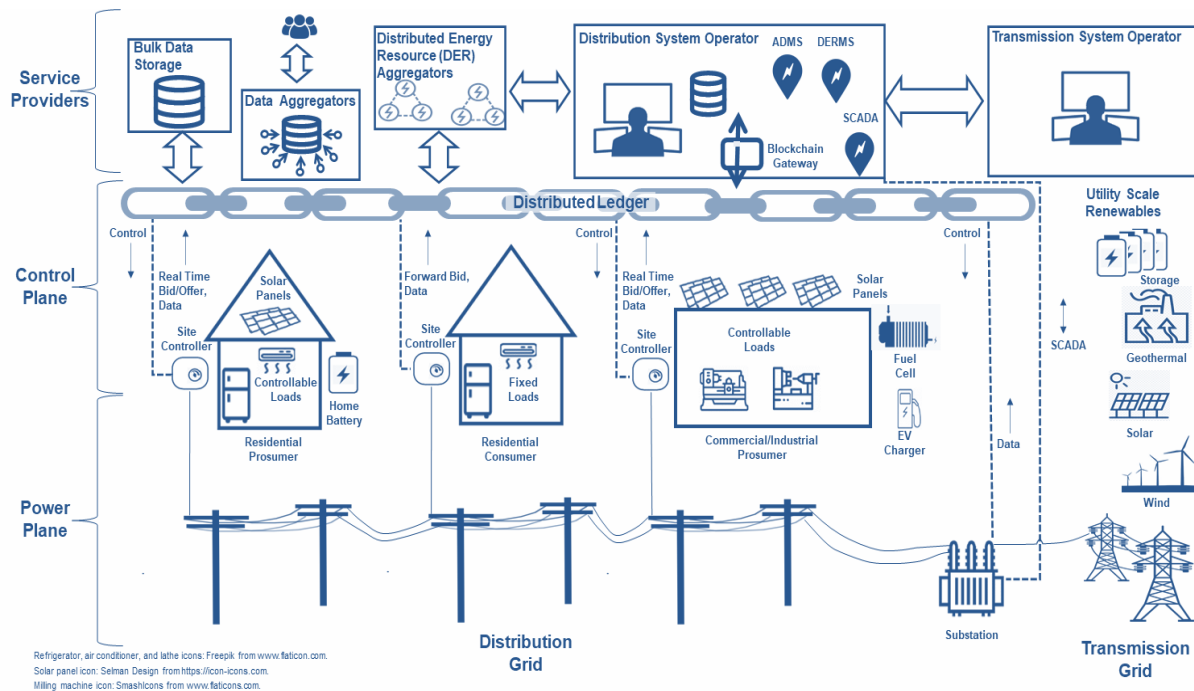 Service
Providers
Bulk Data
Storage
Data Aggregators
Distributed Energy
Resource (DER)
Aggregators
Distribution System Operator
ADMS
DERMS
SCADA
Blockchain
Gateway
Transmission System Operator
Distributed Ledger
Control
Plane
Control
Real Time
Bid/Offer,
Data
Site
Controller
Solar
Panels
Controllable
Loads
Home
Battery
Residential
Prosumer
Forward Bid,
Data
Site
Controller
Fixed
Loads
Residential
Consumer
Control
Real Time
Bid/Offer,
Data
Site
Controller
Solar
Panels
Controllable
Loads
Commercial/Industrial
Prosumer
Fuel
Cell
EV
Charger
Control
Data
SCADA
Utility Scale
Renewables
Storage
Geothermal
Solar
Wind
Power
Plane
Substation
Distribution
Grid
Transmission
Grid
Refrigerator, air conditioner, and lathe icons: Freepik from www.flaticon.com.
Solar panel icon: Selman Design from https://icon-icons.com.
Milling machine icon: SmashIcons from www.flaticons.com.